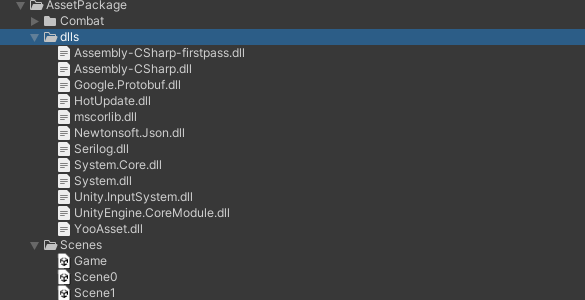 AssetPackage
Combat
dlls
Assembly-CSharp-firstpass.dll
Assembly-CSharp.dll
Google.Protobuf.dll
HotUpdate.dll
mscorlib.dll
Newtonsoft.Json.dll
Serilog.dll
System.Core.dll
System.dll
Unity.InputSystem.dll
UnityEngine.CoreModule.dll
YooAsset.dll
Scenes
Game
Scene0
Scene1